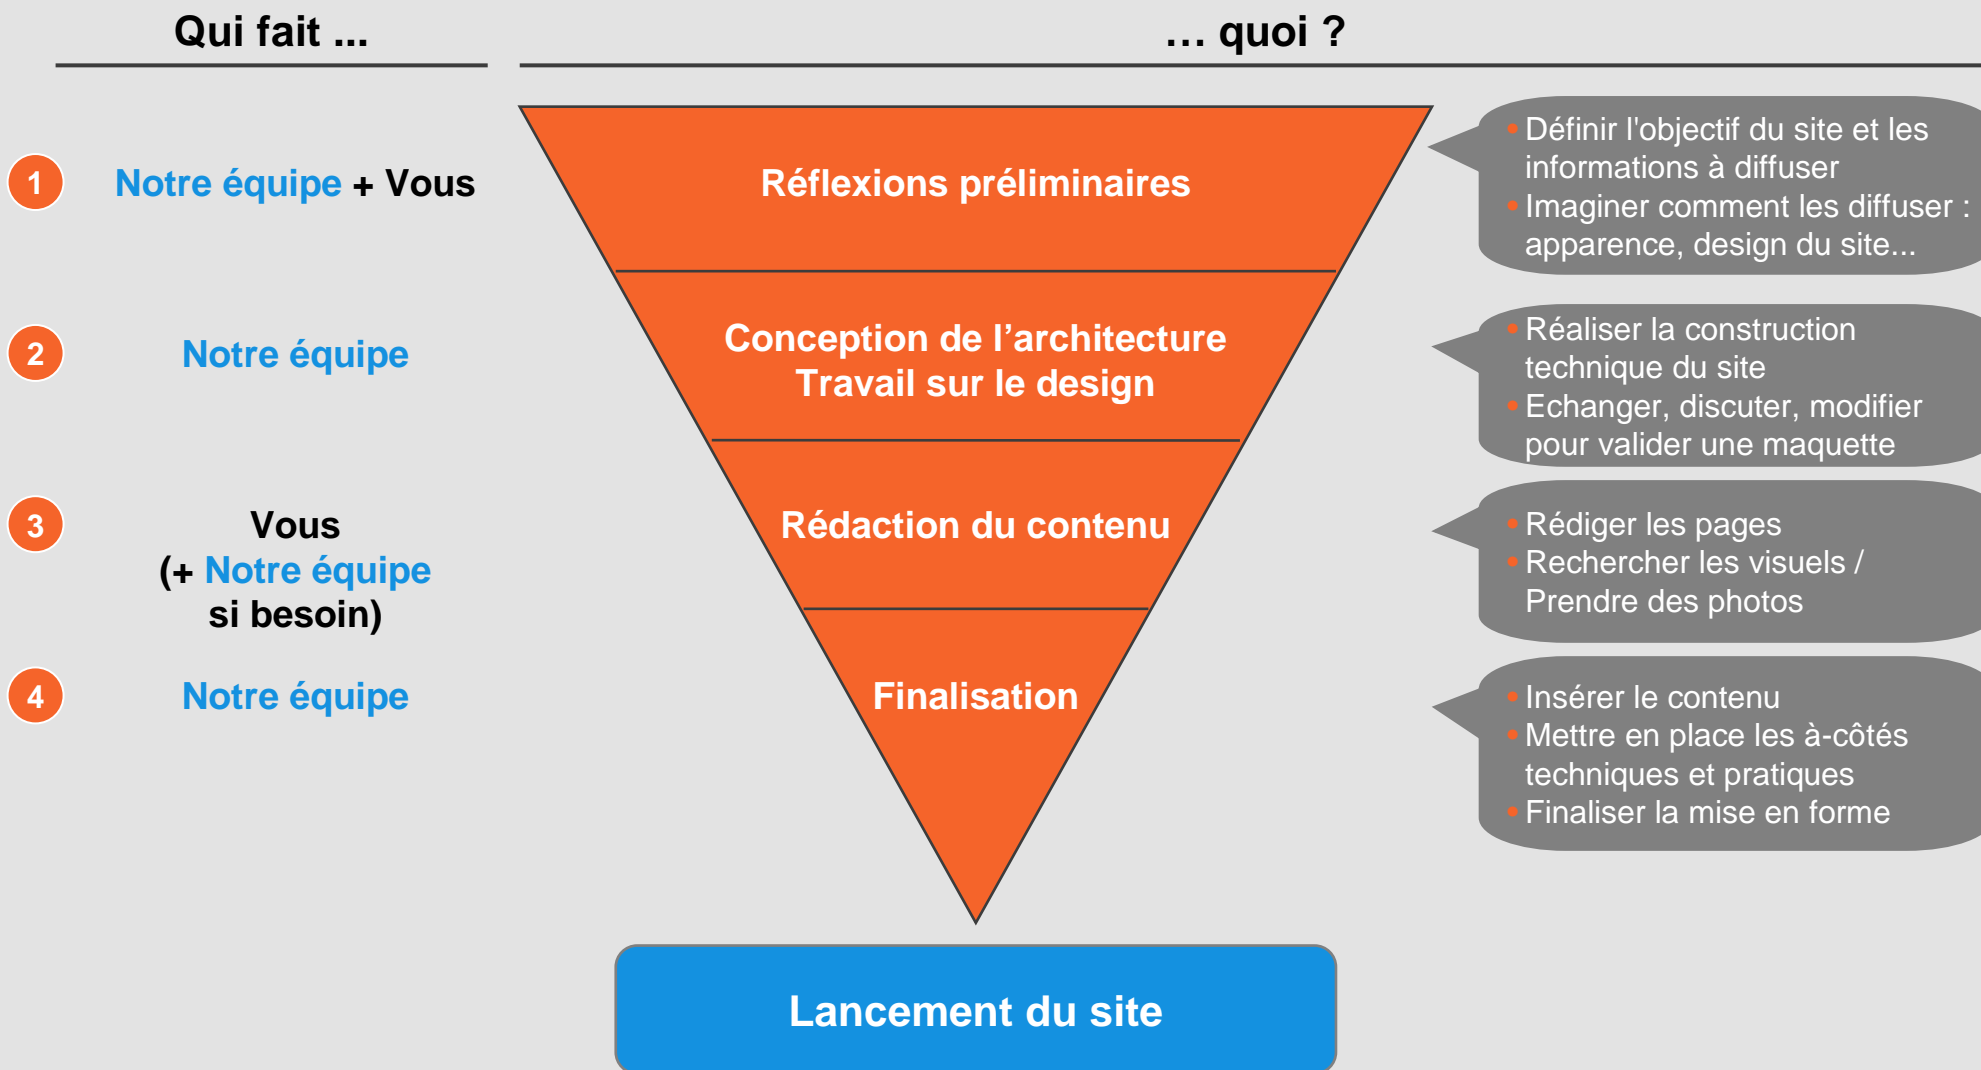 Qui fait ...
… quoi ?
1
Notre équipe + Vous
Réflexions préliminaires
• Définir l'objectif du site et les
informations à diffuser
• Imaginer comment les diffuser :
apparence, design du site...
2
Notre équipe
Conception de l’architecture
Travail sur le design
• Réaliser la construction
technique du site
• Echanger, discuter, modifier
pour valider une maquette
3
Vous
(+ Notre équipe
si besoin)
Rédaction du contenu
• Rédiger les pages
• Rechercher les visuels /
Prendre des photos
4
Notre équipe
Finalisation
• Insérer le contenu
• Mettre en place les à-côtés
techniques et pratiques
• Finaliser la mise en forme
Lancement du site